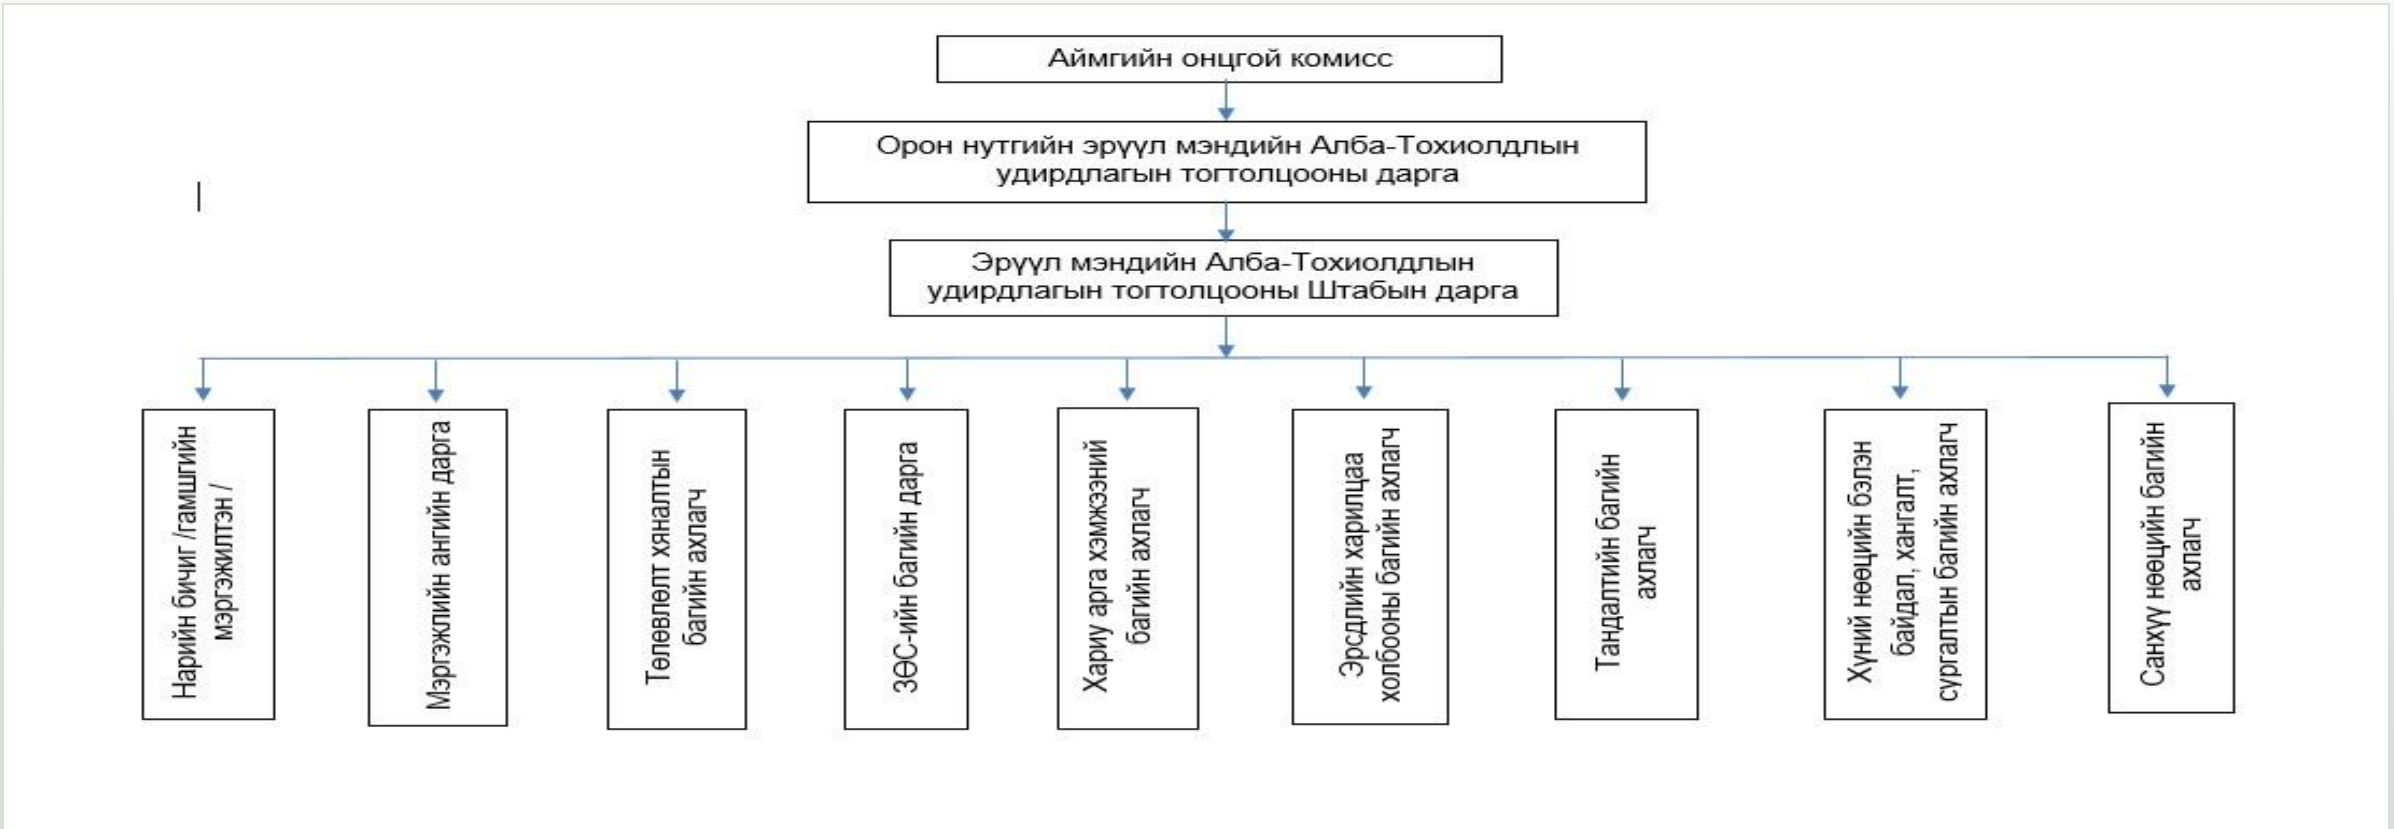 Аймгийн онцгой комисс
Орон нутгийн эрүүл мэндийн Алба-Тохиолдлын
удирдлагын тогтолцооны дарга
Эрүүл мэндийн Алба-Тохиолдлын
удирдлагын тогтолцооны Штабын дарга
Нарийн бичиг /гамшгийн
мэргэжилтэн /
Мэргэжлийн ангийн дарга
Төлөвлөлт хяналтын
багийн ахлагч
ЗӨС-ийн багийн дарга
Хариу арга хэмжээний
багийн ахлагч
Эрсдлийн харилцаа
холбооны багийн ахлагч
Тандалтийн багийн
ахлагч
Хүний нөөцийн бэлэн
байдал, хангалт,
сургалтын багийн ахлагч
Санхүү нөөцийн багийн
ахлагч